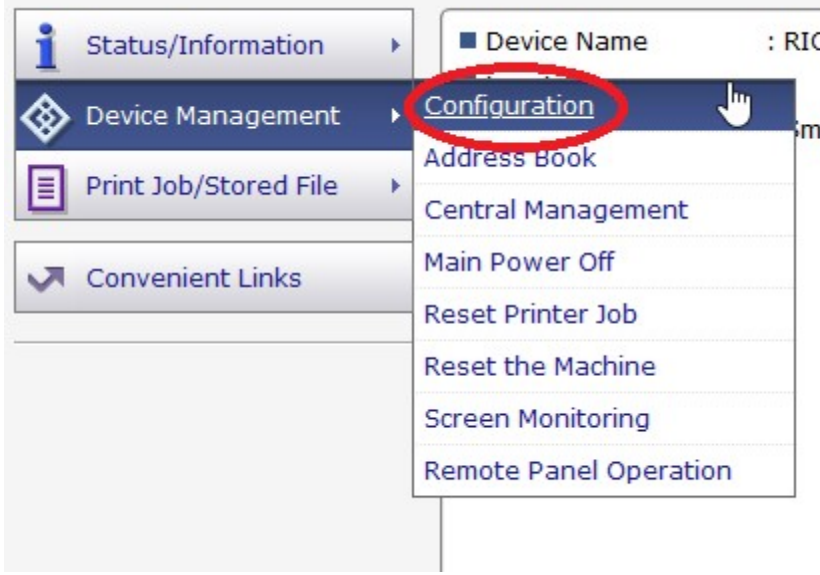 Status/Information
Device Management
Print Job/Stored File
Convenient Links
Device Name : RIC
Configuration
Address Book
Central Management
Main Power Off
Reset Printer Job
Reset the Machine
Screen Monitoring
Remote Panel Operation